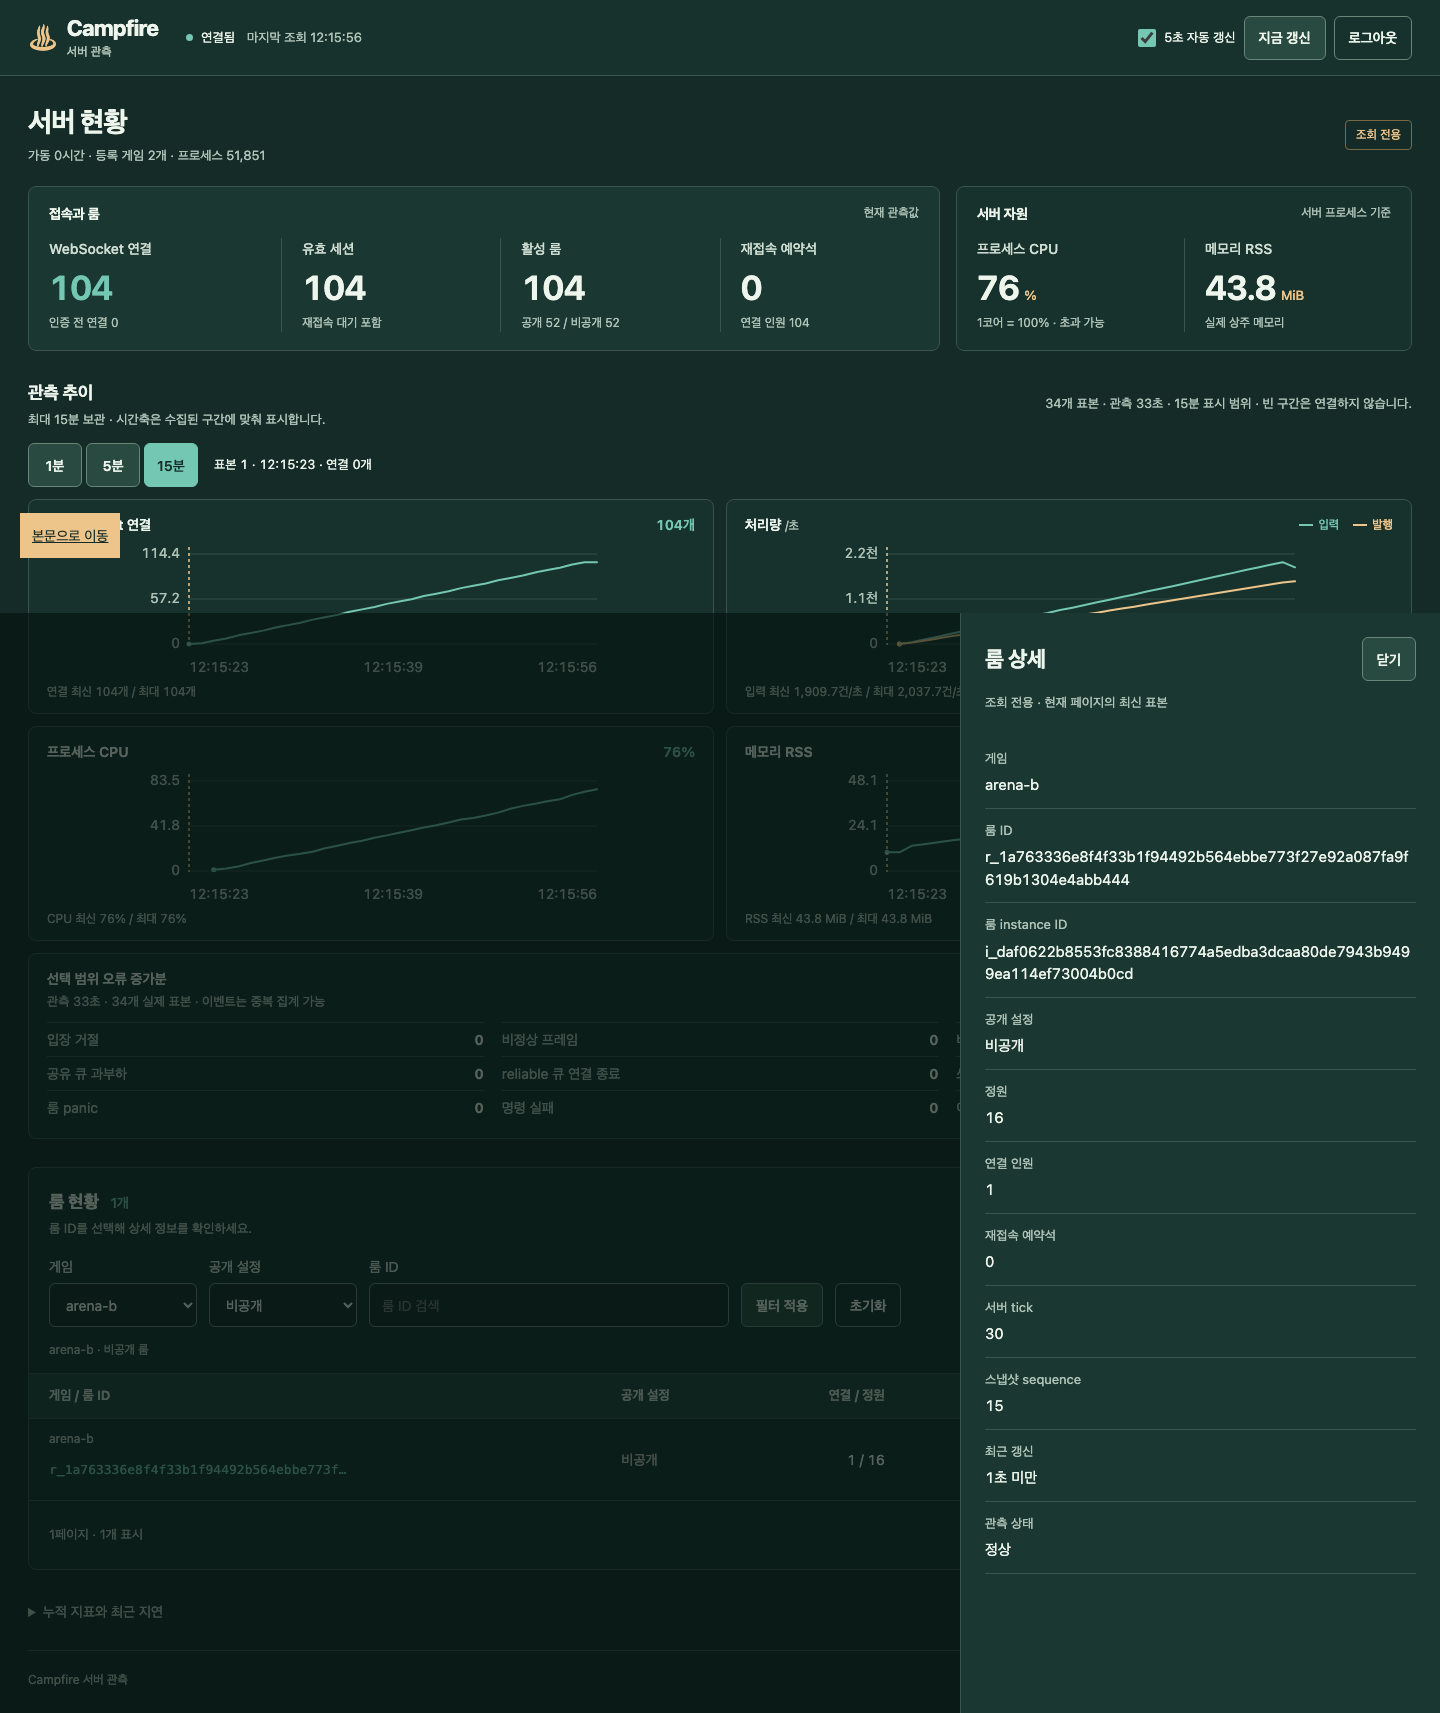 Campfire
서버 관측
연결됨 마지막 조회 12:15:56
5초 자동 갱신
지금 갱신
로그아웃
서버 현황
가동 0시간 · 등록 게임 2개 · 프로세스 51,851
조회 전용
접속과 룸
현재 관측값
WebSocket 연결
104
인증 전 연결 0
유효 세션
104
재접속 대기 포함
활성 룸
104
공개 52 / 비공개 52
재접속 예약석
0
연결 인원 104
서버 자원
서버 프로세스 기준
프로세스 CPU
76 %
1코어 = 100% · 초과 가능
메모리 RSS
43.8 MiB
실제 상주 메모리
관측 추이
최대 15분 보관 · 시간축은 수집된 구간에 맞춰 표시합니다.
34개 표본 · 관측 33초 · 15분 표시 범위 · 빈 구간은 연결하지 않습니다.
1분
5분
15분
표본 1 · 12:15:23 · 연결 0개
본문으로 이동
t 연결
104개
114.4
57.2
0
12:15:23
12:15:39
12:15:56
연결 최신 104개 / 최대 104개
처리량 /초
입력
발행
2.2천
1.1천
0
12:15:23
입력 최신 1,909.7건/초 / 최대 2,037.7건/
프로세스 CPU
76%
83.5
41.8
0
12:15:23
12:15:39
12:15:56
CPU 최신 76% / 최대 76%
메모리 RSS
48.1
24.1
0
12:15:23
RSS 최신 43.8 MiB / 최대 43.8 MiB
선택 범위 오류 증가분
관측 33초 · 34개 실제 표본 · 이벤트는 중복 집계 가능
입장 거절 0
비정상 프레임 0
공유 큐 과부하 0
reliable 큐 연결 종료 0
룸 panic 0
명령 실패 0
룸 현황 1개
룸 ID를 선택해 상세 정보를 확인하세요.
게임
arena-b
공개 설정
비공개
룸 ID
룸 ID 검색
필터 적용
초기화
arena-b · 비공개 룸
게임 / 룸 ID
공개 설정
연결 / 정원
arena-b
r_1a763336e8f4f33b1f94492b564ebbe773f…
비공개
1 / 16
1페이지 · 1개 표시
누적 지표와 최근 지연
Campfire 서버 관측
룸 상세
닫기
조회 전용 · 현재 페이지의 최신 표본
게임
arena-b
룸 ID
r_1a763336e8f4f33b1f94492b564ebbe773f27e92a087fa9f
619b1304e4abb444
룸 instance ID
i_daf0622b8553fc8388416774a5edba3dcaa80de7943b949
9ea114ef73004b0cd
공개 설정
비공개
정원
16
연결 인원
1
재접속 예약석
0
서버 tick
30
스냅샷 sequence
15
최근 갱신
1초 미만
관측 상태
정상